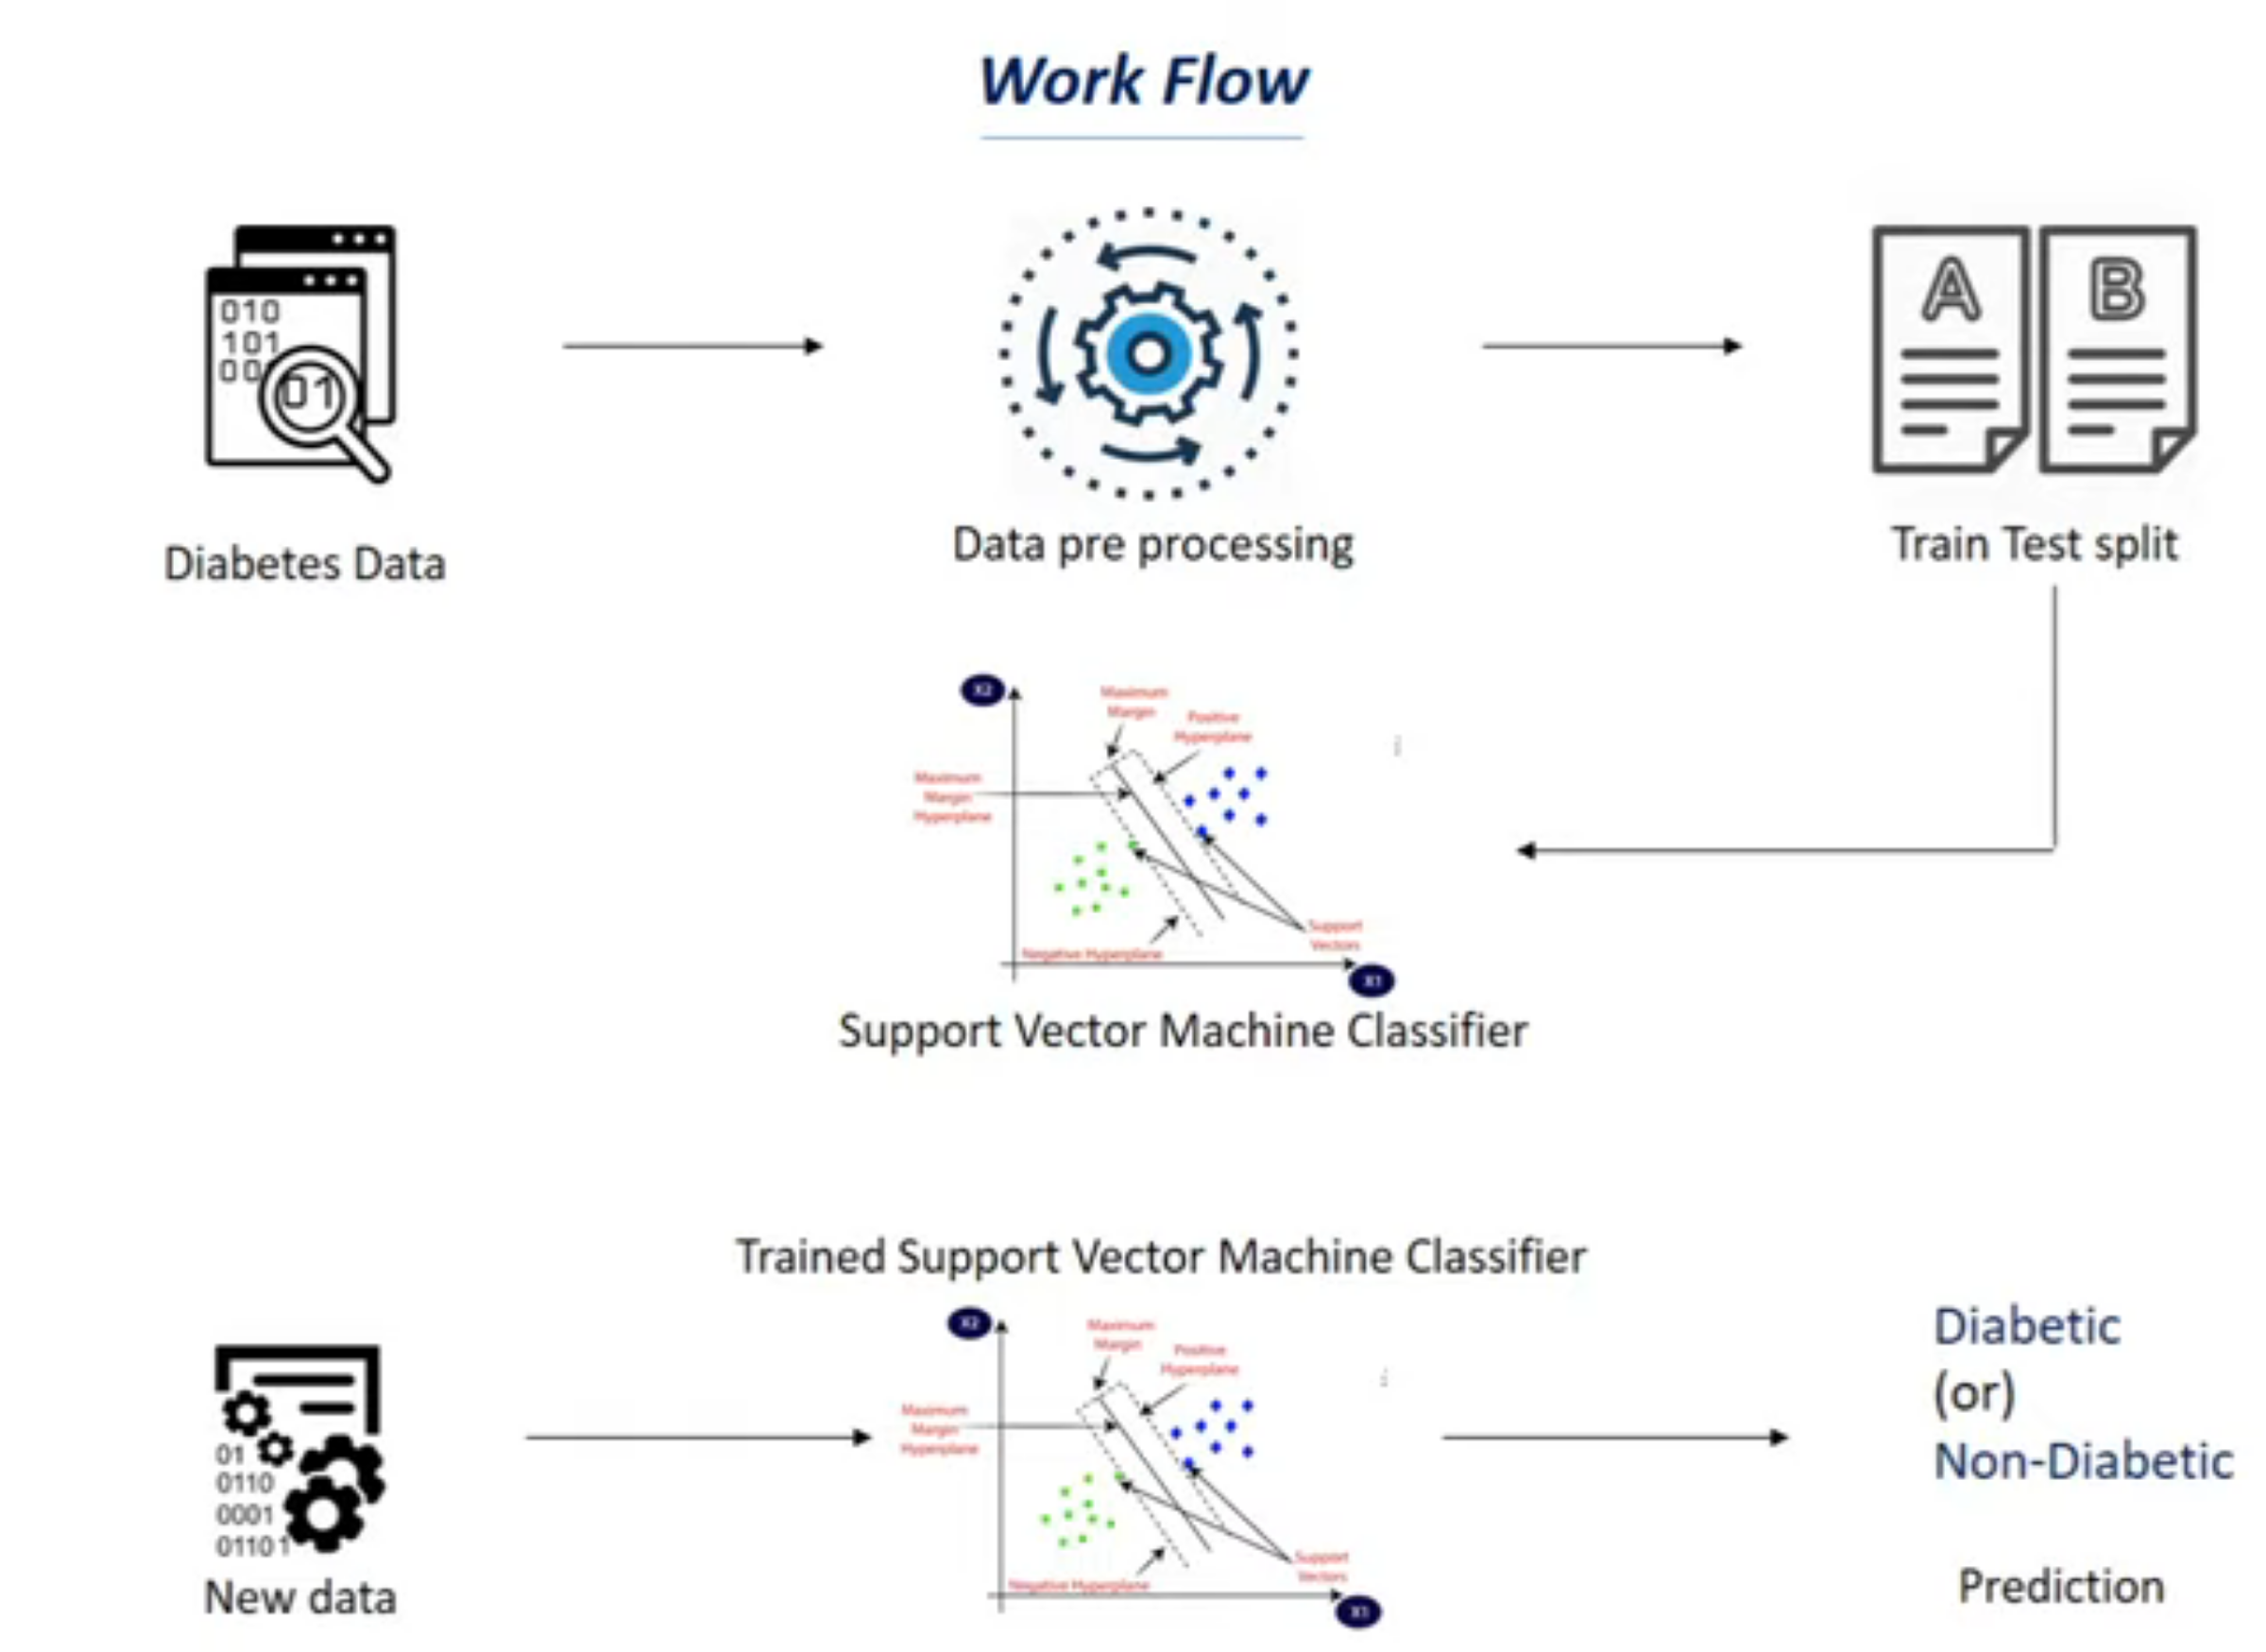 Work Flow
010
101
00
01
A
B
Diabetes Data
Data pre processing
Train Test split
X2
Maximum
Margin
Positive
Hyperplane
Maximum
Margin
Hyperplane
Support
Vectors
Negative Hyperplane
X1
Support Vector Machine Classifier
Trained Support Vector Machine Classifier
X2
Maximum
Margin
Positive
Hyperplane
Maximum
Margin
Hyperplane
Support
Vectors
Negative Hyperplane
X1
01
0110
0001
01101
New data
Diabetic
(or)
Non-Diabetic
Prediction